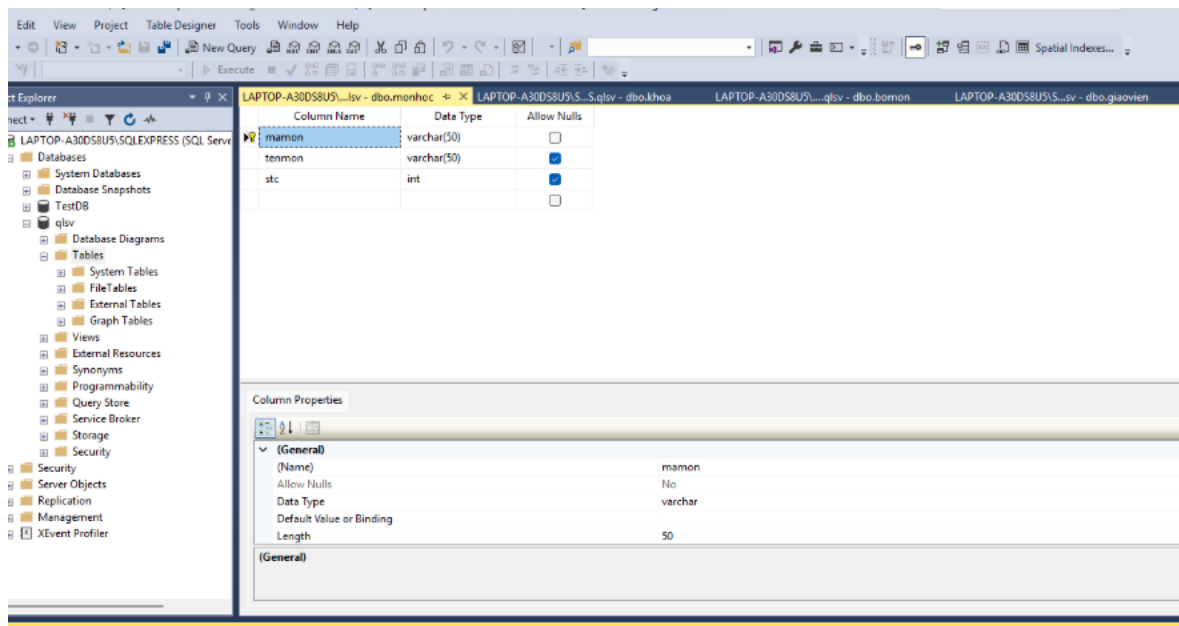 Edit View Project Table Designer Tools Window Help
New Query Spatial Indexes...
Execute
ct Explorer
LAPTOP-A30DS8U5\...lsv - dbo.monhoc
LAPTOP-A30DS8U5\S...S.qlsv - dbo.khoa
LAPTOP-A30DS8U5\....qlsv - dbo.bomon
LAPTOP-A30DS8U5\S...sv - dbo.giaovien
nect
LAPTOP-A30DS8U5\SQLEXPRESS (SQL Serve
Databases
System Databases
Database Snapshots
TestDB
qlsv
Database Diagrams
Tables
System Tables
FileTables
External Tables
Graph Tables
Views
External Resources
Synonyms
Programmability
Query Store
Service Broker
Storage
Security
Security
Server Objects
Replication
Management
XEvent Profiler
Column Name Data Type Allow Nulls
mamon varchar(50)
tenmon varchar(50)
stc int
Column Properties
(General)
(Name) mamon
Allow Nulls No
Data Type varchar
Default Value or Binding
Length 50
(General)